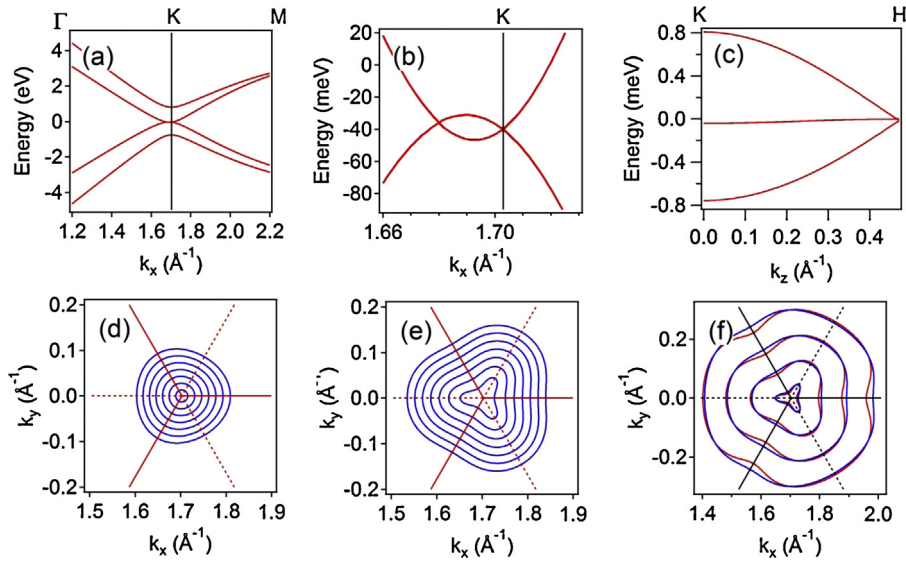 Γ K M
(a)
Energy (eV)
4
2
0
-2
-4
1.2 1.4 1.6 1.8 2.0 2.2
kx (Å-1)
K
(b)
Energy (meV)
20
0
-20
-40
-60
-80
1.66 1.70
kx (Å-1)
K H
(c)
Energy (meV)
0.8
0.4
0.0
-0.4
-0.8
0.0 0.1 0.2 0.3 0.4
kz (Å-1)
(d)
ky (Å-1)
0.2
0.1
0.0
-0.1
-0.2
1.5 1.6 1.7 1.8 1.9
kx (Å-1)
(e)
ky (Å-1)
0.2
0.1
0.0
-0.1
-0.2
1.5 1.6 1.7 1.8 1.9
kx (Å-1)
(f)
ky (Å-1)
0.2
0.0
-0.2
1.4 1.6 1.8 2.0
kx (Å-1)